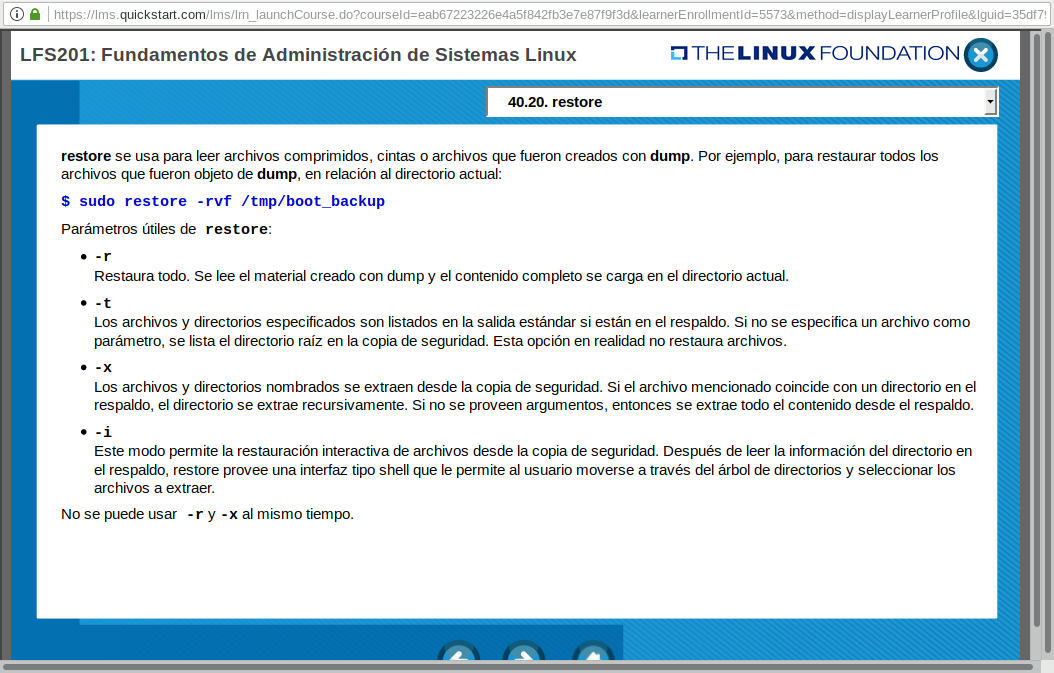 https://lms.quickstart.com/lms/lrn_launchCourse.do?courseId=eab67223226e4a5f842fb3e7e87f9f3d&learnerEnrollmentId=5573&method=displayLearnerProfile&lguid=35df79
LFS201: Fundamentos de Administración de Sistemas Linux
THE LINUX FOUNDATION
40.20. restore
restore se usa para leer archivos comprimidos, cintas o archivos que fueron creados con dump. Por ejemplo, para restaurar todos los
archivos que fueron objeto de dump, en relación al directorio actual:
$ sudo restore -rvf /tmp/boot_backup
Parámetros útiles de restore:
• -r
Restaura todo. Se lee el material creado con dump y el contenido completo se carga en el directorio actual.
• -t
Los archivos y directorios especificados son listados en la salida estándar si están en el respaldo. Si no se especifica un archivo como
parámetro, se lista el directorio raíz en la copia de seguridad. Esta opción en realidad no restaura archivos.
• -x
Los archivos y directorios nombrados se extraen desde la copia de seguridad. Si el archivo mencionado coincide con un directorio en el
respaldo, el directorio se extrae recursivamente. Si no se proveen argumentos, entonces se extrae todo el contenido desde el respaldo.
• -i
Este modo permite la restauración interactiva de archivos desde la copia de seguridad. Después de leer la información del directorio en
el respaldo, restore provee una interfaz tipo shell que le permite al usuario moverse a través del árbol de directorios y seleccionar los
archivos a extraer.
No se puede usar -r y -x al mismo tiempo.